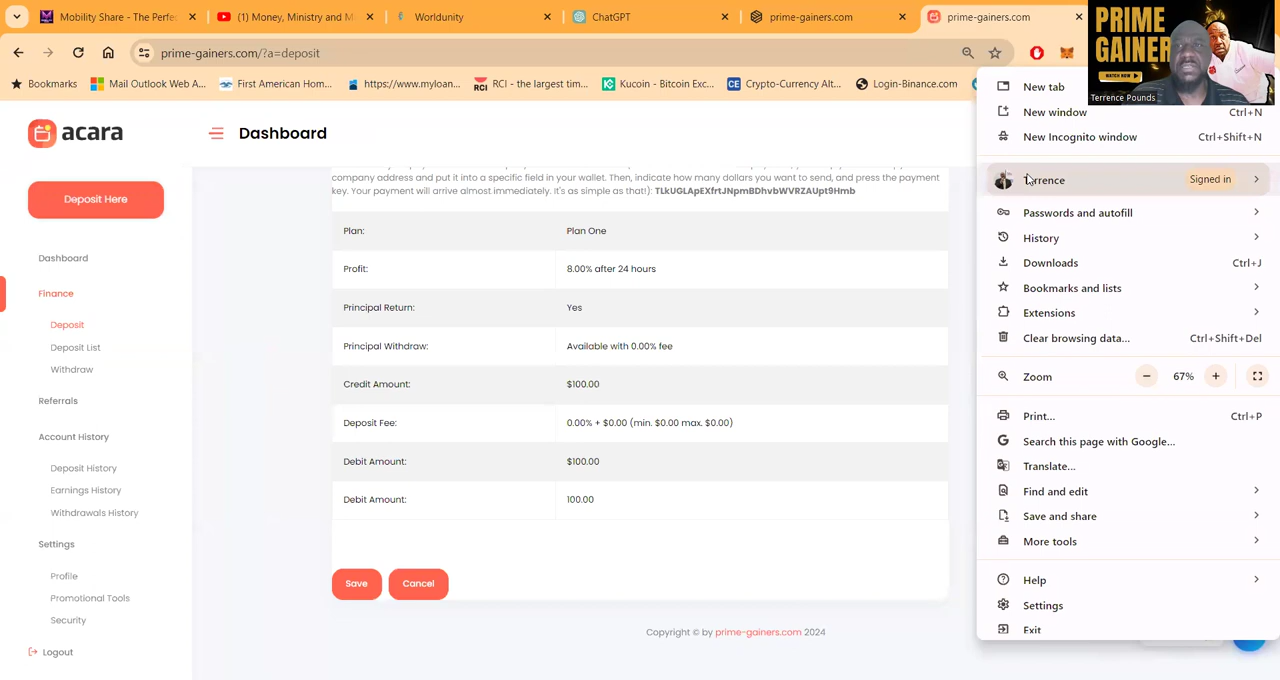 Mobility Share - The Perfec
(1) Money, Ministry and M
Worldunity
ChatGPT
prime-gainers.com
prime-gainers.com
prime-gainers.com/?a=deposit
Bookmarks
Mail Outlook Web A...
First American Hom...
https://www.myloan...
RCI - the largest tim...
Kucoin - Bitcoin Exc...
Crypto-Currency Alt...
Login-Binance.com
PRIME
GAINER
WATCH NOW
Terrence Pounds
acara
Dashboard
Deposit Here
Dashboard
Finance
Deposit
Deposit List
Withdraw
Referrals
Account History
Deposit History
Earnings History
Withdrawals History
Settings
Profile
Promotional Tools
Security
Logout
company address and put it into a specific field in your wallet. Then, indicate how many dollars you want to send, and press the payment
key. Your payment will arrive almost immediately. it's as simple as that!): TLkUGLApEXfrtJNpmBDhvbWVRZAUpt9Hmb
Plan: Plan One
Profit: 8.00% after 24 hours
Principal Return: Yes
Principal Withdraw: Available with 0.00% fee
Credit Amount: $100.00
Deposit Fee: 0.00% + $0.00 (min. $0.00 max. $0.00)
Debit Amount: $100.00
Debit Amount: 100.00
Save
Cancel
Copyright © by prime-gainers.com 2024
New tab
New window Ctrl+N
New Incognito window Ctrl+Shift+N
Terrence Signed in
Passwords and autofill
History
Downloads Ctrl+J
Bookmarks and lists
Extensions
Clear browsing data... Ctrl+Shift+Del
Zoom 67%
Print... Ctrl+P
Search this page with Google...
Translate...
Find and edit
Save and share
More tools
Help
Settings
Exit